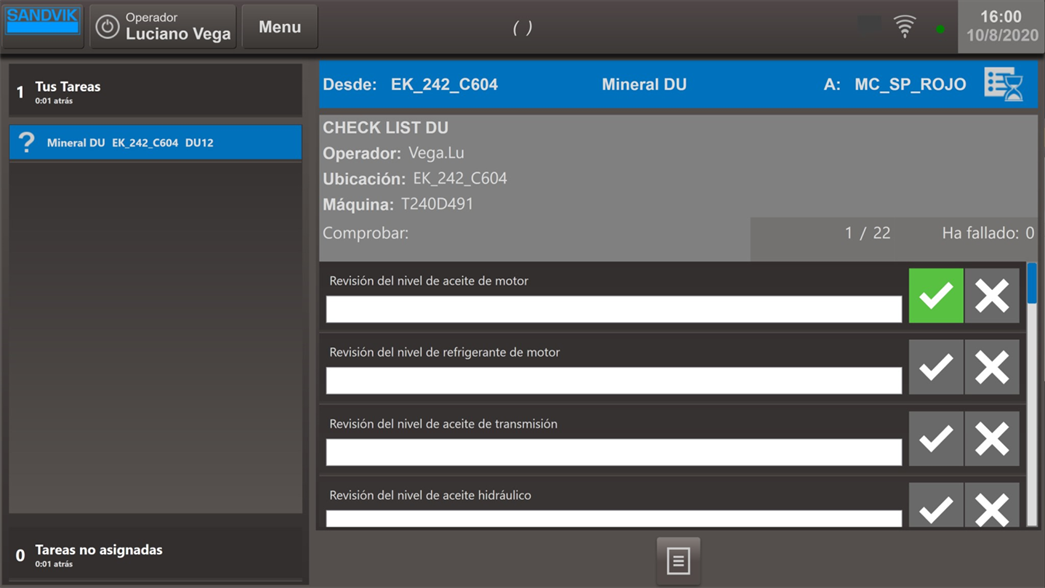 SANDVIK
Operador
Luciano Vega
Menu
( )
16:00
10/8/2020
1 Tus Tareas
0:01 atrás
? Mineral DU EK_242_C604 DU12
0 Tareas no asignadas
0:01 atrás
Desde: EK_242_C604 Mineral DU A: MC_SP_ROJO
CHECK LIST DU
Operador: Vega.Lu
Ubicación: EK_242_C604
Máquina: T240D491
Comprobar: 1 / 22 Ha fallado: 0
Revisión del nivel de aceite de motor
Revisión del nivel de refrigerante de motor
Revisión del nivel de aceite de transmisión
Revisión del nivel de aceite hidráulico